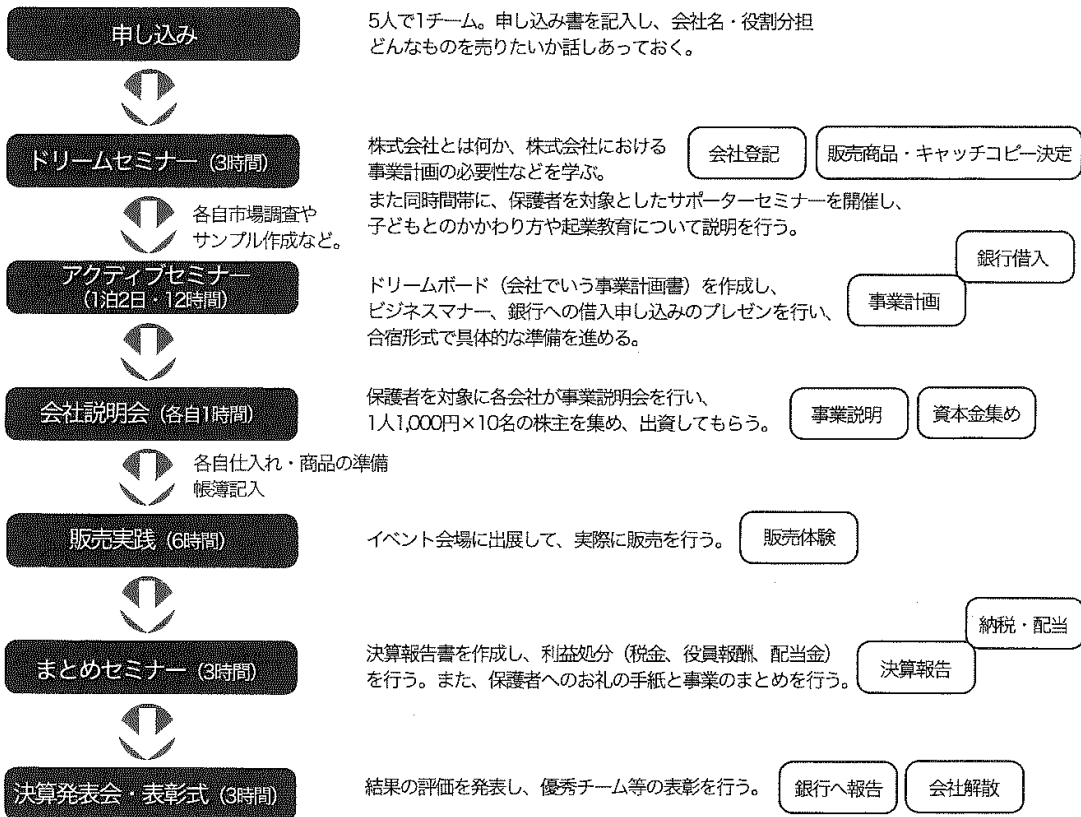 申し込み
5人で1チーム。申し込み書を記入し、会社名・役割分担
どんなものを売りたいか話しあっておく。
ドリームセミナー (3時間)
株式会社とは何か、株式会社における
事業計画の必要性などを学ぶ。
会社登記
販売商品・キャッチコピー決定
また同時間帯に、保護者を対象としたサポーターセミナーを開催し、
子どもとのかかわり方や起業教育について説明を行う。
各自市場調査や
サンプル作成など。
アクティブセミナー
(1泊2日・12時間)
ドリームボード（会社でいう事業計画書）を作成し、
ビジネスマナー、銀行への借入申し込みのプレゼンを行い、
合宿形式で具体的な準備を進める。
銀行借入
事業計画
会社説明会 (各自1時間)
保護者を対象に各会社が事業説明会を行い、
1人1,000円×10名の株主を集め、出資してもらう。
事業説明
資本金集め
各自仕入れ・商品の準備
帳簿記入
販売実践 (6時間)
イベント会場に出展して、実際に販売を行う。
販売体験
まとめセミナー (3時間)
決算報告書を作成し、利益処分（税金、役員報酬、配当金）
を行う。また、保護者へのお礼の手紙と事業のまとめを行う。
納税・配当
決算報告
決算発表会・表彰式 (3時間)
結果の評価を発表し、優秀チーム等の表彰を行う。
銀行へ報告
会社解散